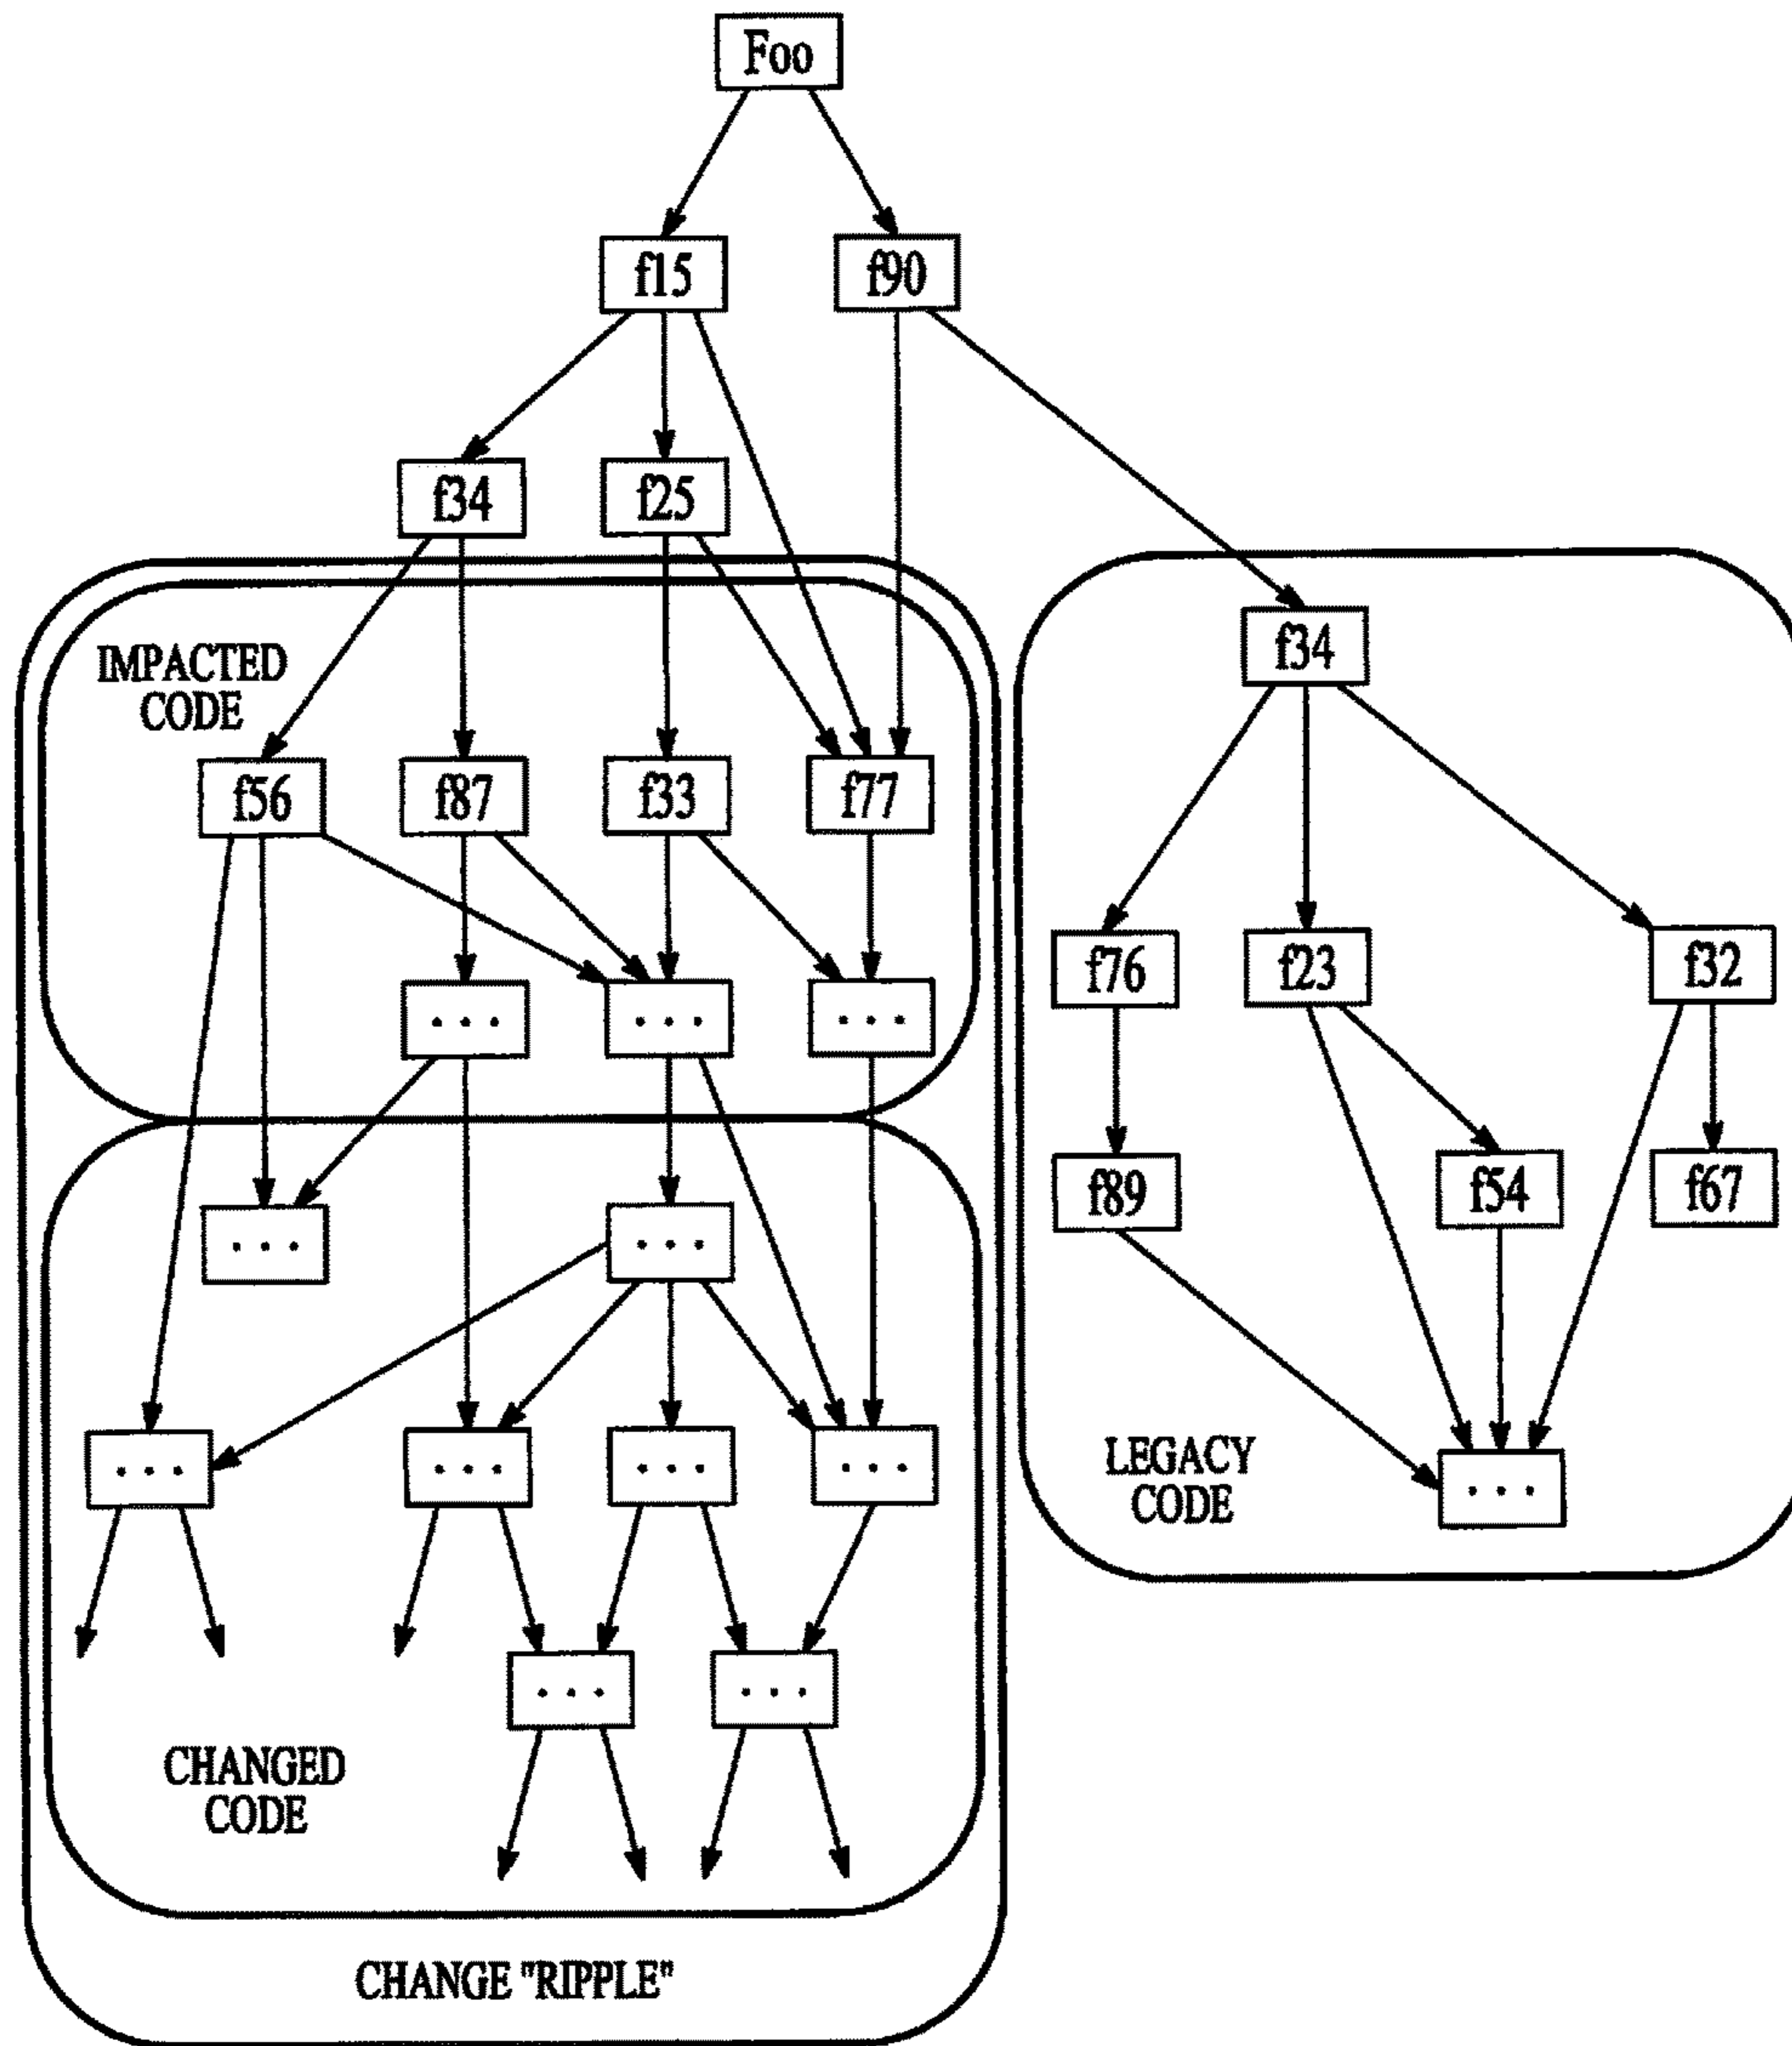 Foo
f15
f90
f34
f25
IMPACTED
CODE
f34
f56
f87
f33
f77
f76
f23
f32
. . .
. . .
. . .
f89
f54
f67
. . .
. . .
LEGACY
CODE
. . .
. . .
. . .
. . .
. . .
. . .
. . .
CHANGED
CODE
CHANGE "RIPPLE"